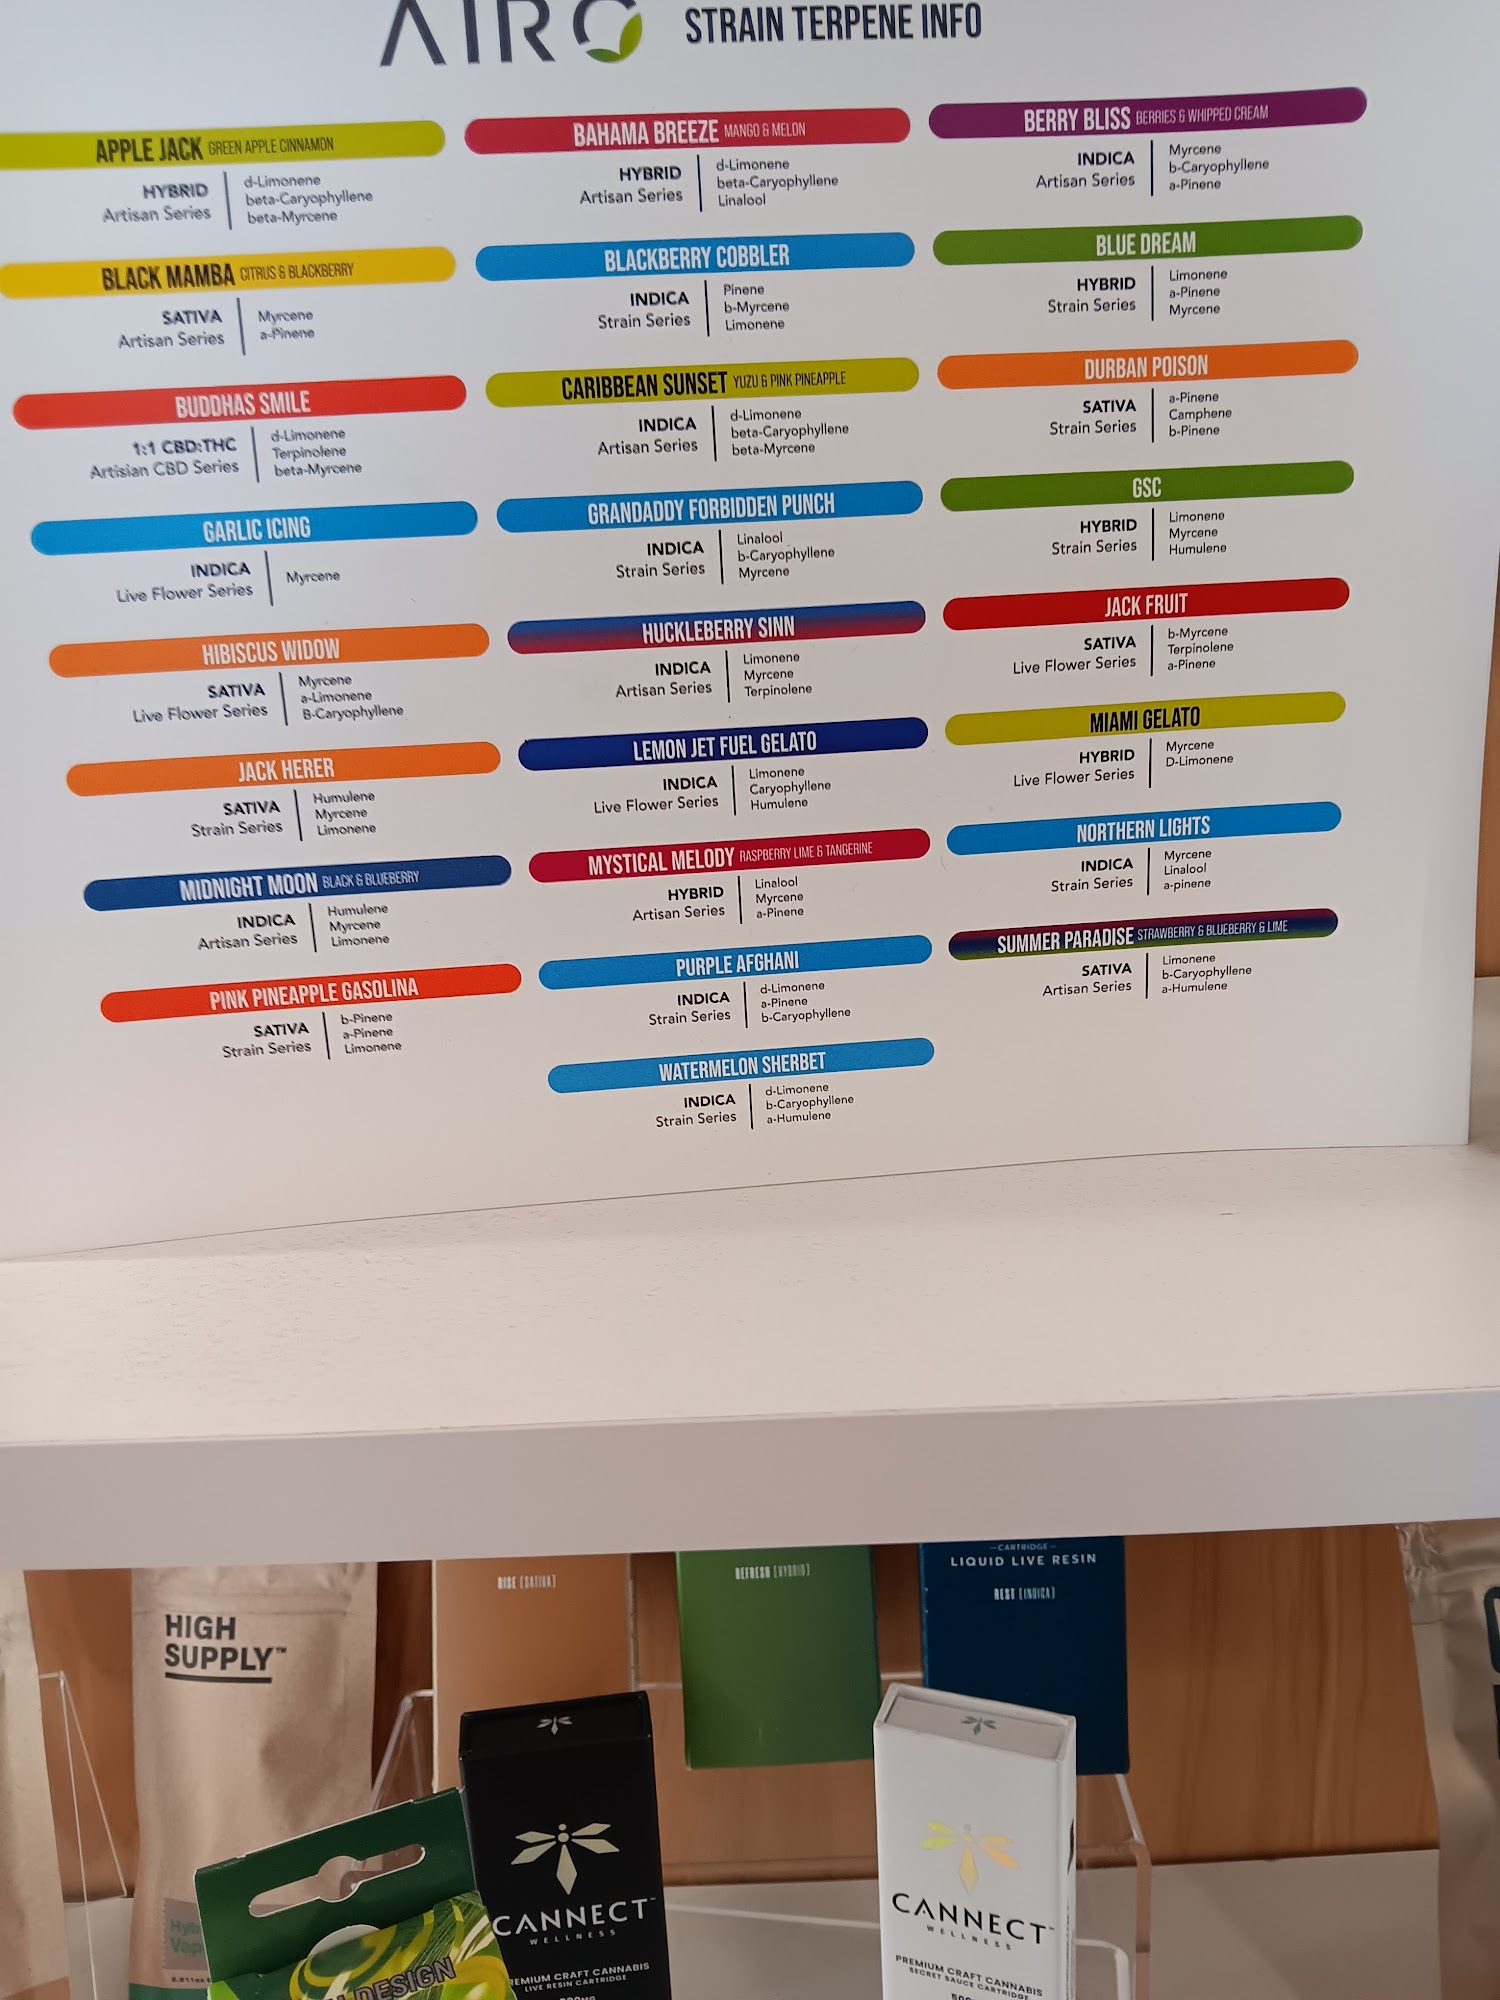 AIRO STRAIN TERPENE INFO
APPLE JACK GREEN APPLE CINNAMON
HYBRID
Artisan Series
d-Limonene
beta-Caryophyllene
beta-Myrcene
BLACK MAMBA CITRUS & BLACKBERRY
SATIVA
Artisan Series
Myrcene
a-Pinene
BUDDHAS SMILE
1:1 CBD:THC
Artisian CBD Series
d-Limonene
Terpinolene
beta-Myrcene
GARLIC ICING
INDICA
Live Flower Series
Myrcene
HIBISCUS WIDOW
SATIVA
Live Flower Series
Myrcene
a-Limonene
B-Caryophyllene
JACK HERER
SATIVA
Strain Series
Humulene
Myrcene
Limonene
MIDNIGHT MOON BLACK & BLUEBERRY
INDICA
Artisan Series
Humulene
Myrcene
Limonene
PINK PINEAPPLE GASOLINA
SATIVA
Strain Series
b-Pinene
a-Pinene
Limonene
BAHAMA BREEZE MANGO & MELON
HYBRID
Artisan Series
d-Limonene
beta-Caryophyllene
Linalool
BLACKBERRY COBBLER
INDICA
Strain Series
Pinene
b-Myrcene
Limonene
CARIBBEAN SUNSET YUZU & PINK PINEAPPLE
INDICA
Artisan Series
d-Limonene
beta-Caryophyllene
beta-Myrcene
GRANDADDY FORBIDDEN PUNCH
INDICA
Strain Series
Linalool
b-Caryophyllene
Myrcene
HUCKLEBERRY SINN
INDICA
Artisan Series
Limonene
Myrcene
Terpinolene
LEMON JET FUEL GELATO
INDICA
Live Flower Series
Limonene
Caryophyllene
Humulene
MYSTICAL MELODY RASPBERRY LIME & TANGERINE
HYBRID
Artisan Series
Linalool
Myrcene
a-Pinene
PURPLE AFGHANI
INDICA
Strain Series
d-Limonene
a-Pinene
b-Caryophyllene
WATERMELON SHERBET
INDICA
Strain Series
d-Limonene
b-Caryophyllene
a-Humulene
BERRY BLISS BERRIES & WHIPPED CREAM
INDICA
Artisan Series
Myrcene
b-Caryophyllene
a-Pinene
BLUE DREAM
HYBRID
Strain Series
Limonene
a-Pinene
Myrcene
DURBAN POISON
SATIVA
Strain Series
a-Pinene
Camphene
b-Pinene
GSC
HYBRID
Strain Series
Limonene
Myrcene
Humulene
JACK FRUIT
SATIVA
Live Flower Series
b-Myrcene
Terpinolene
a-Pinene
MIAMI GELATO
HYBRID
Live Flower Series
Myrcene
D-Limonene
NORTHERN LIGHTS
INDICA
Strain Series
Myrcene
Linalool
a-pinene
SUMMER PARADISE STRAWBERRY & BLUEBERRY & LIME
SATIVA
Artisan Series
Limonene
b-Caryophyllene
a-Humulene
HIGH
SUPPLY™
RISE [SATIVA]
REFRESH [HYBRID]
CARTRIDGE
LIQUID LIVE RESIN
REST [INDICA]
CANNECT™
WELLNESS
PREMIUM CRAFT CANNABIS
LIVE RESIN CARTRIDGE
CANNECT™
WELLNESS
PREMIUM CRAFT CANNABIS
SECRET SAUCE CARTRIDGE
DESIGN